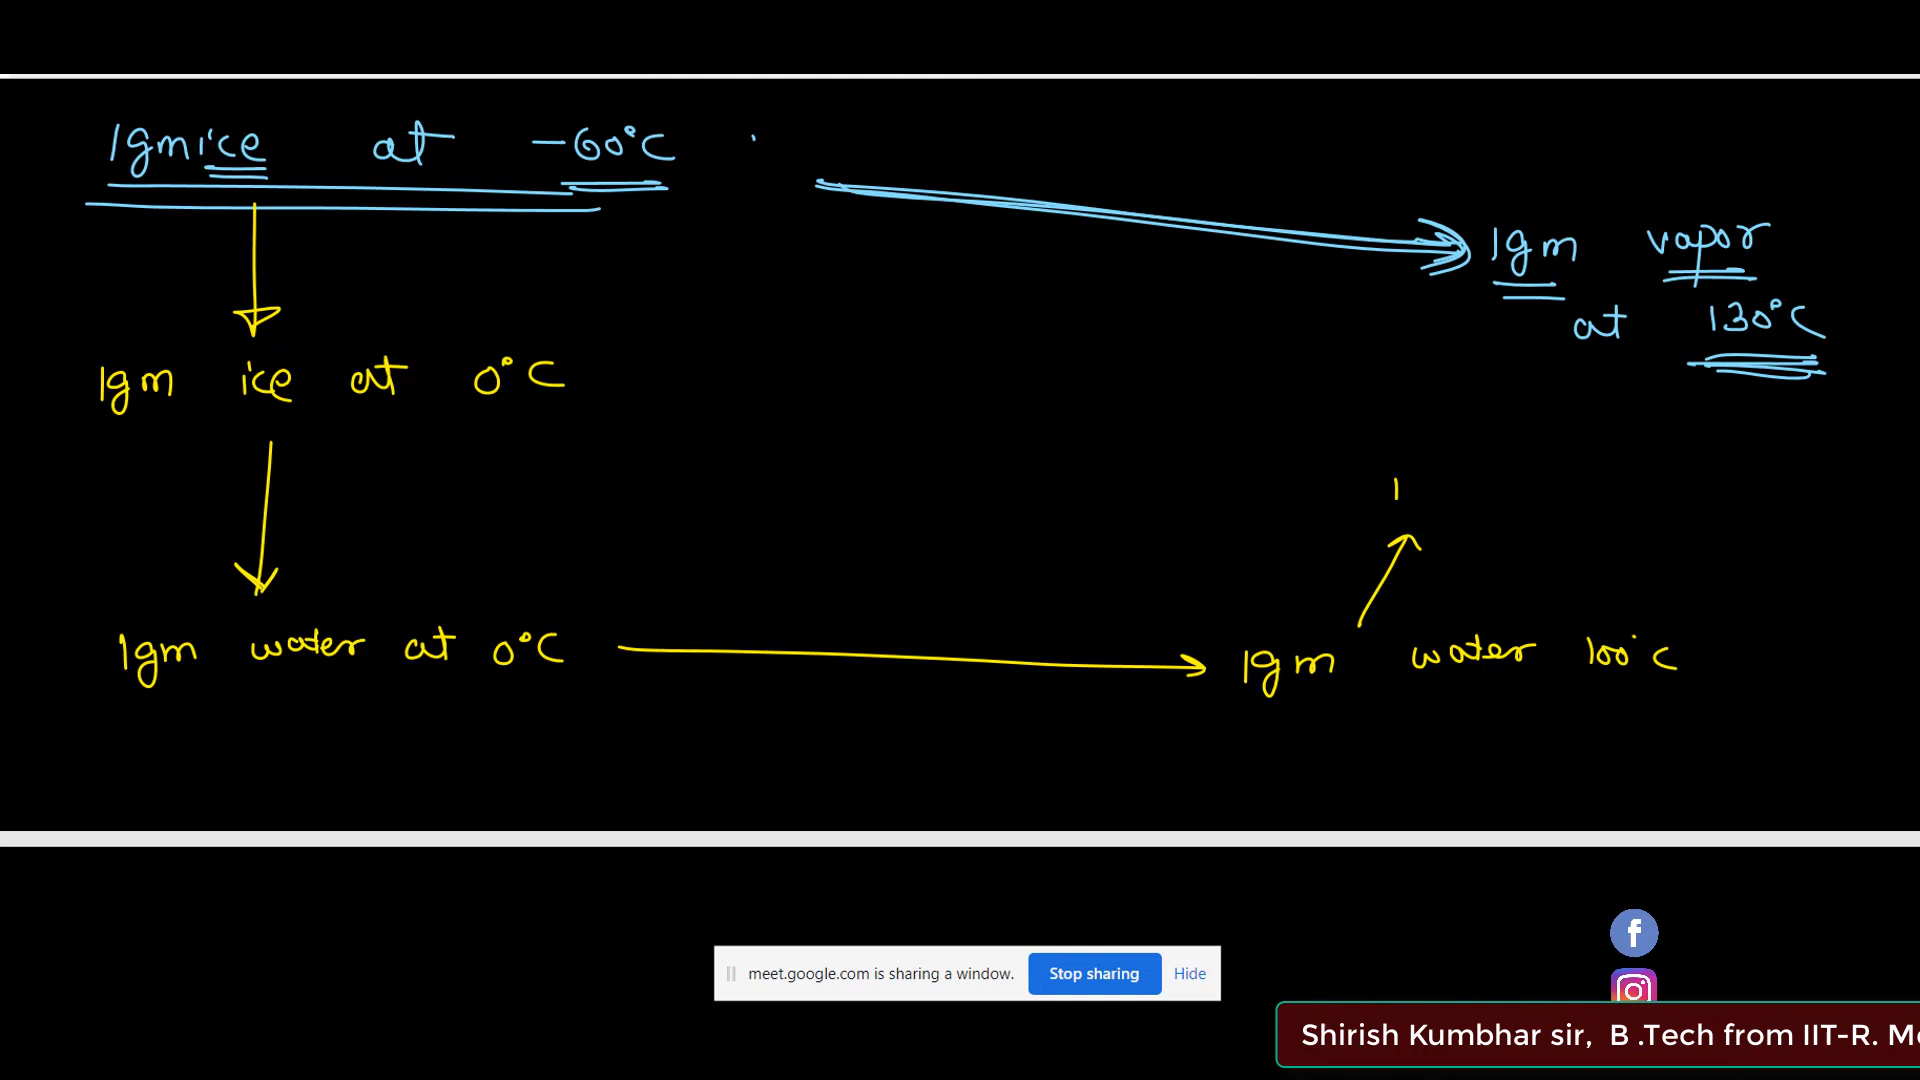 1gm ice at -60°C
1gm vapor
at 130°C
1gm ice at 0°C
1
1gm water at 0°C
1gm water 100°C
meet.google.com is sharing a window. Stop sharing Hide
f
Shirish Kumbhar sir, B .Tech from IIT-R. M